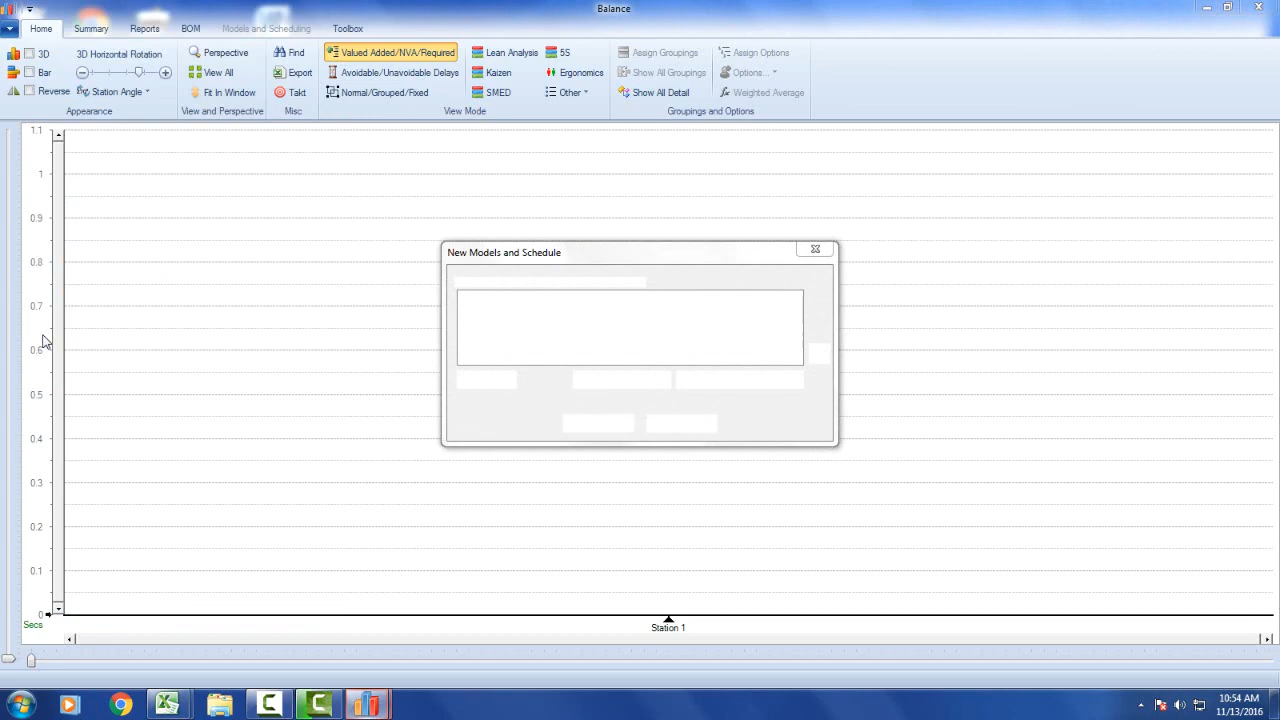 Balance
Home Summary Reports BOM Models and Scheduling Toolbox
3D 3D Horizontal Rotation Perspective Find Valued Added/NVA/Required Lean Analysis 5S Assign Groupings Assign Options
Bar View All Export Avoidable/Unavoidable Delays Kaizen Ergonomics Show All Groupings Options...
Reverse Station Angle Fit In Window Takt Normal/Grouped/Fixed SMED Other Show All Detail Weighted Average
Appearance View and Perspective Misc View Mode Groupings and Options
1.1
1
0.9
New Models and Schedule
0.8
0.7
0.6
0.5
0.4
0.3
0.2
0.1
0
Secs Station 1
10:54 AM
11/13/2016